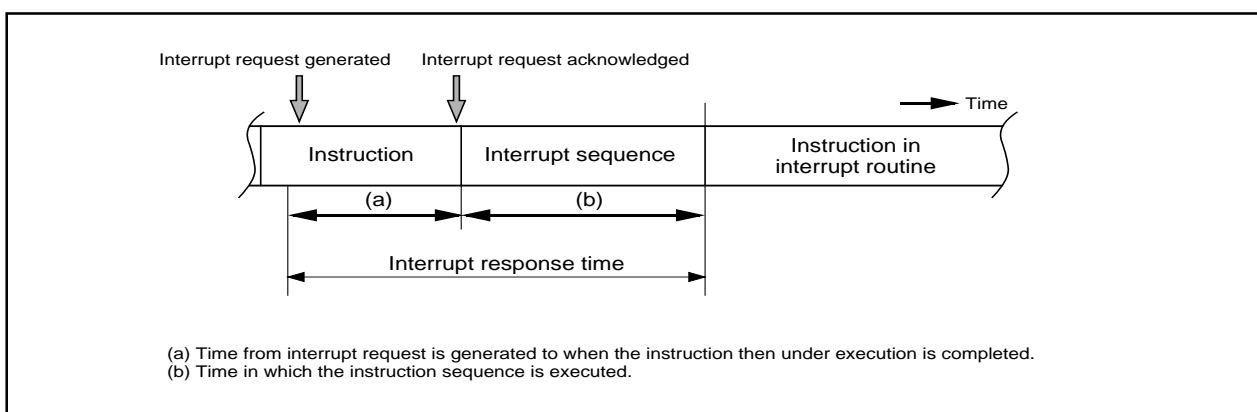 Interrupt request generated
Interrupt request acknowledged
Time
Instruction
Interrupt sequence
Instruction in
interrupt routine
(a)
(b)
Interrupt response time
(a) Time from interrupt request is generated to when the instruction then under execution is completed.
(b) Time in which the instruction sequence is executed.